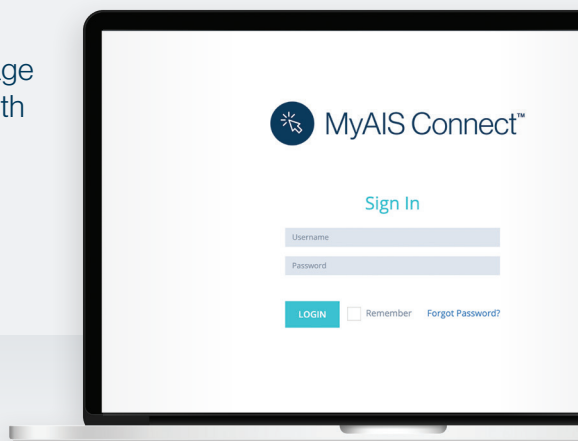 ge
th
MyAIS Connect™
Sign In
Username
Password
LOGIN
Remember
Forgot Password?